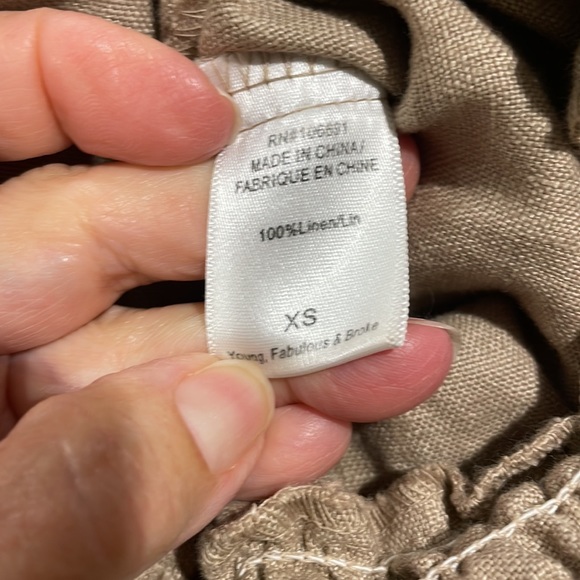 RN#106691
MADE IN CHINA/
FABRIQUE EN CHINE
100%Linen/Lin
XS
Young, Fabulous & Broke